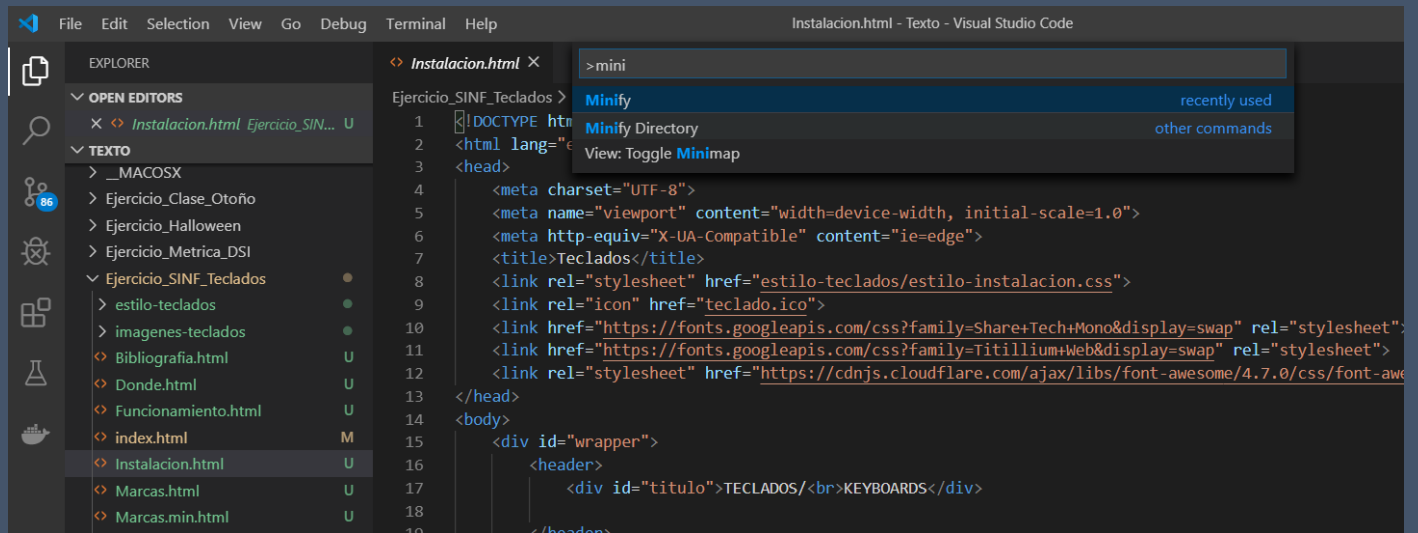 File Edit Selection View Go Debug Terminal Help
Instalacion.html - Texto - Visual Studio Code
EXPLORER
OPEN EDITORS
Instalacion.html Ejercicio_SIN... U
TEXTO
__MACOSX
Ejercicio_Clase_Otoño
Ejercicio_Halloween
Ejercicio_Metrica_DSI
Ejercicio_SINF_Teclados
estilo-teclados
imagenes-teclados
Bibliografia.html U
Donde.html U
Funcionamiento.html U
index.html M
Instalacion.html U
Marcas.html U
Marcas.min.html U
86
Instalacion.html
>mini
Minify recently used
Minify Directory other commands
View: Toggle Minimap
Ejercicio_SINF_Teclados >
1 <!DOCTYPE htm
2 <html lang="e
3 <head>
4 <meta charset="UTF-8">
5 <meta name="viewport" content="width=device-width, initial-scale=1.0">
6 <meta http-equiv="X-UA-Compatible" content="ie=edge">
7 <title>Teclados</title>
8 <link rel="stylesheet" href="estilo-teclados/estilo-instalacion.css">
9 <link rel="icon" href="teclado.ico">
10 <link href="https://fonts.googleapis.com/css?family=Share+Tech+Mono&display=swap" rel="stylesheet">
11 <link href="https://fonts.googleapis.com/css?family=Titillium+Web&display=swap" rel="stylesheet">
12 <link rel="stylesheet" href="https://cdnjs.cloudflare.com/ajax/libs/font-awesome/4.7.0/css/font-awe
13 </head>
14 <body>
15 <div id="wrapper">
16 <header>
17 <div id="titulo">TECLADOS/<br>KEYBOARDS</div>
18
19 </header>